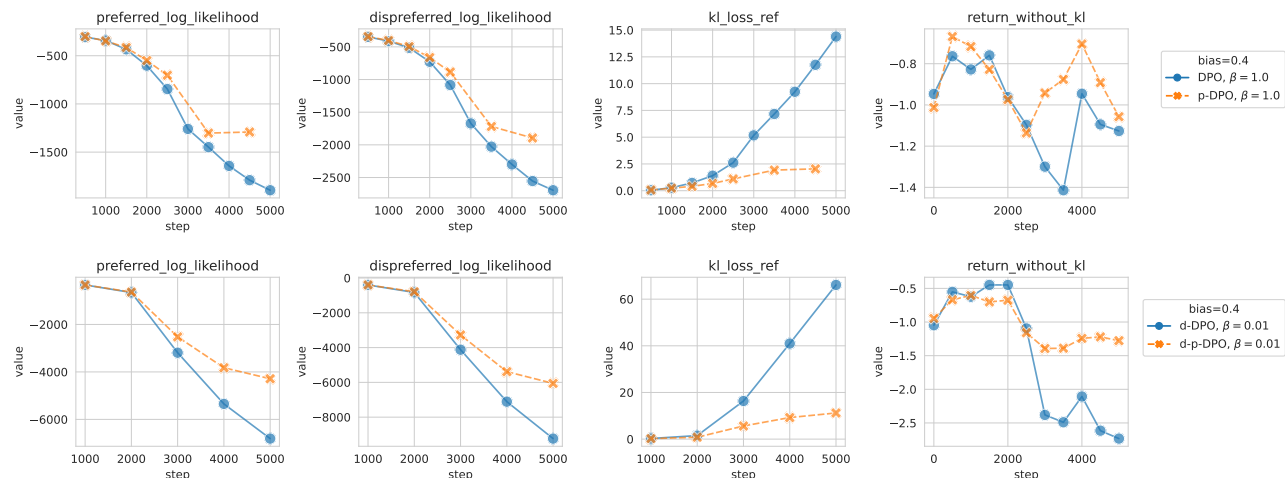 preferred_log_likelihood
−500
−1000
−1500
value
1000 2000 3000 4000 5000
step
dispreferred_log_likelihood
−500
−1000
−1500
−2000
−2500
value
1000 2000 3000 4000 5000
step
kl_loss_ref
15.0
12.5
10.0
7.5
5.0
2.5
0.0
value
1000 2000 3000 4000 5000
step
return_without_kl
−0.8
−1.0
−1.2
−1.4
value
0 2000 4000
step
bias=0.4
DPO, β = 1.0
p-DPO, β = 1.0
preferred_log_likelihood
−2000
−4000
−6000
value
1000 2000 3000 4000 5000
step
dispreferred_log_likelihood
0
−2000
−4000
−6000
−8000
value
1000 2000 3000 4000 5000
step
kl_loss_ref
60
40
20
0
value
1000 2000 3000 4000 5000
step
return_without_kl
−0.5
−1.0
−1.5
−2.0
−2.5
value
0 2000 4000
step
bias=0.4
d-DPO, β = 0.01
d-p-DPO, β = 0.01